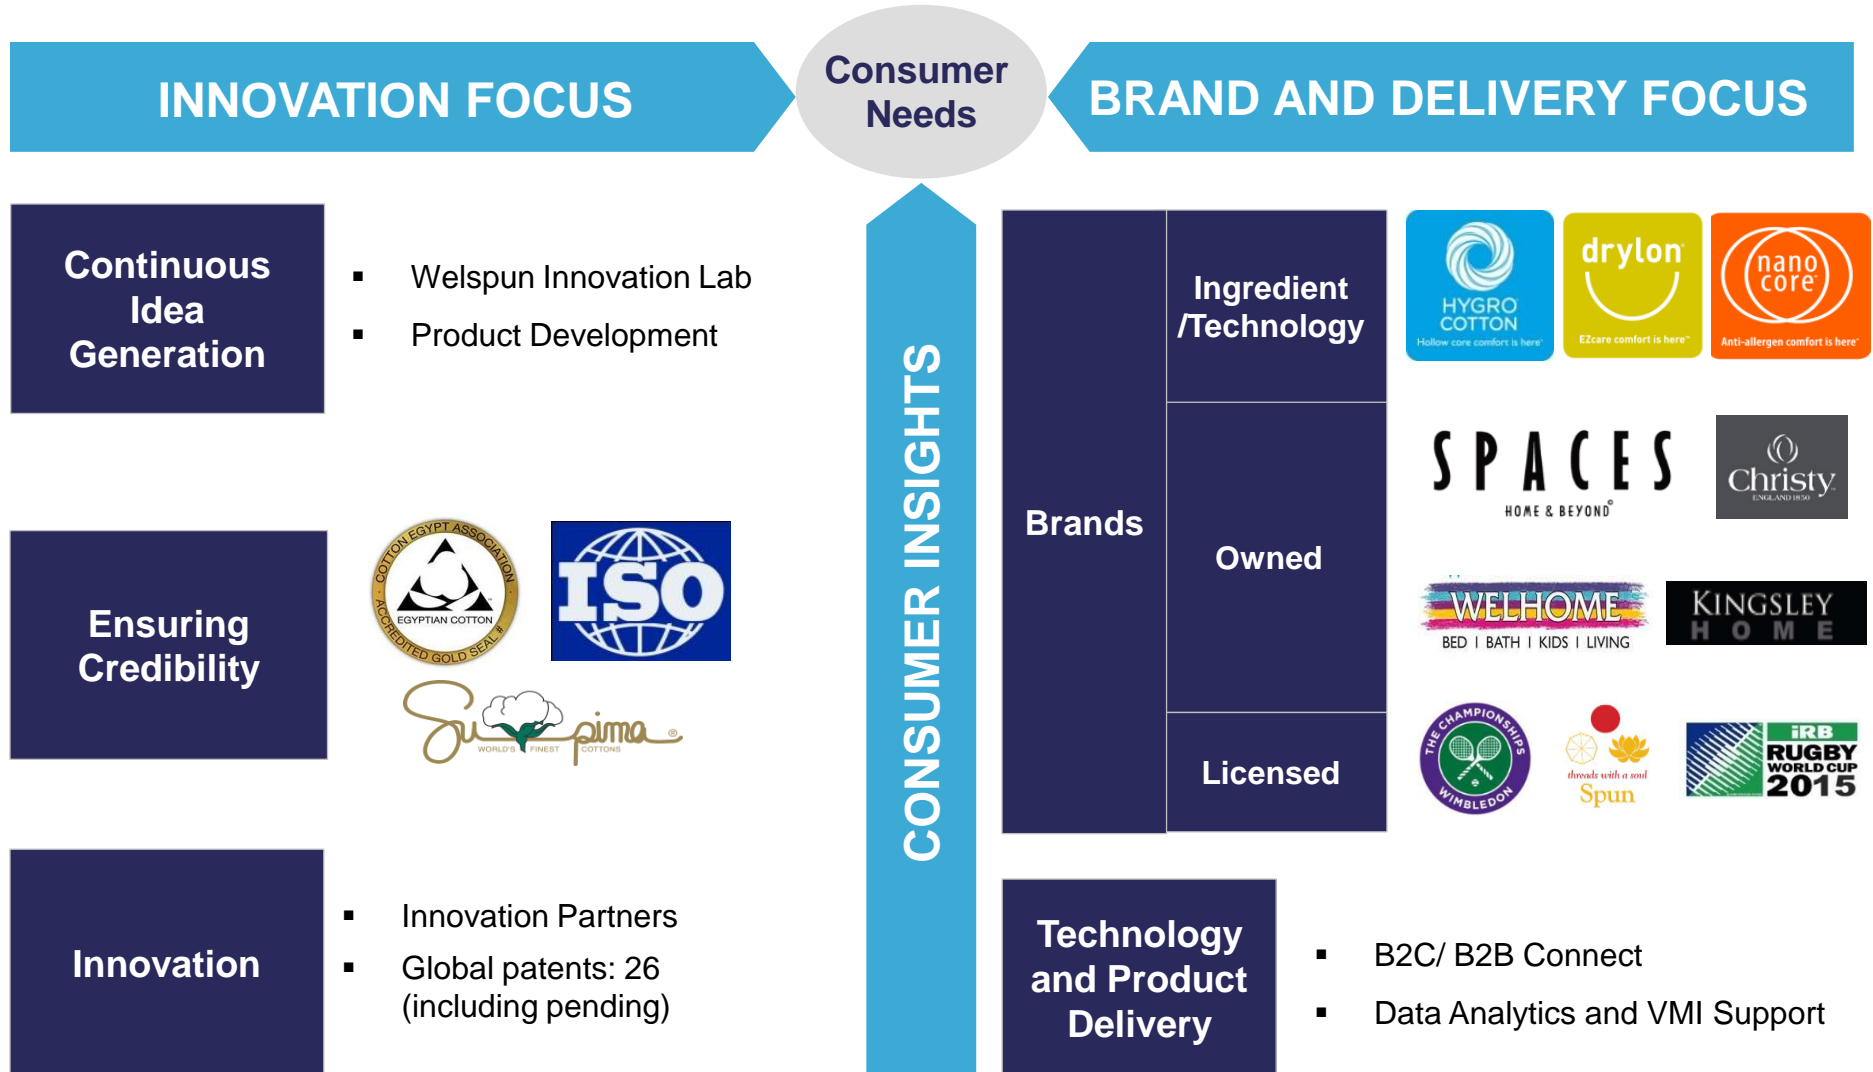 INNOVATION FOCUS
Consumer
Needs
BRAND AND DELIVERY FOCUS
Continuous
Idea
Generation
▪ Welspun Innovation Lab
▪ Product Development
Ensuring
Credibility
COTTON EGYPT ASSOCIATION
EGYPTIAN COTTON
ACCREDITED GOLD SEAL #
ISO
Supima ®
WORLD'S FINEST COTTONS
Innovation
▪ Innovation Partners
▪ Global patents: 26
(including pending)
CONSUMER INSIGHTS
Brands
Ingredient
/Technology
HYGRO
COTTON
Hollow core comfort is here
drylon
EZcare comfort is here™
nano
core
Anti-allergen comfort is here
Owned
SPACES
HOME & BEYOND©
Christy
ENGLAND 1850
WELHOME
BED I BATH I KIDS I LIVING
KINGSLEY
HOME
Licensed
THE CHAMPIONSHIPS
WIMBLEDON
threads with a soul
Spun
iRB
RUGBY
WORLD CUP
2015
Technology
and Product
Delivery
▪ B2C/ B2B Connect
▪ Data Analytics and VMI Support